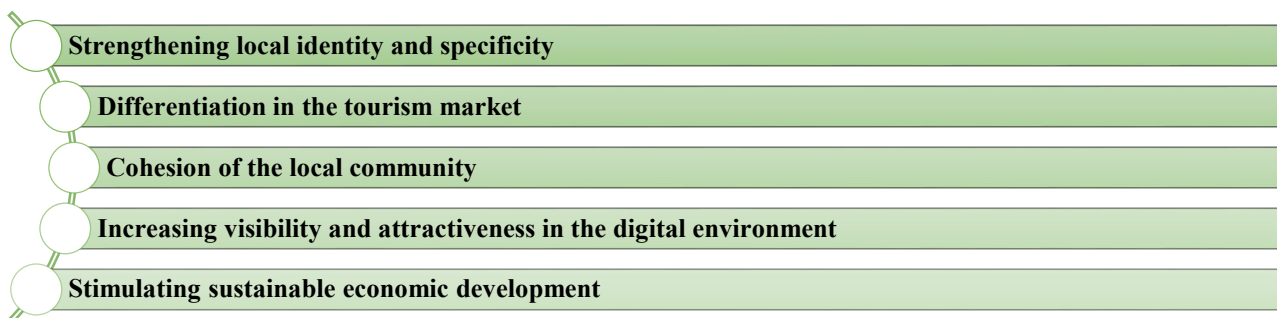 Strengthening local identity and specificity
Differentiation in the tourism market
Cohesion of the local community
Increasing visibility and attractiveness in the digital environment
Stimulating sustainable economic development